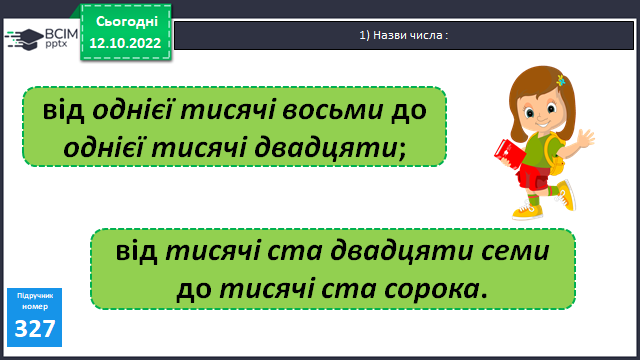 Сьогодні
12.10.2022
BCIM
pptx
1) Назви числа :
від однієї тисячі восьми до
однієї тисячі двадцяти;
від тисячі ста двадцяти семи
до тисячі ста сорока.
Підручник
номер
327